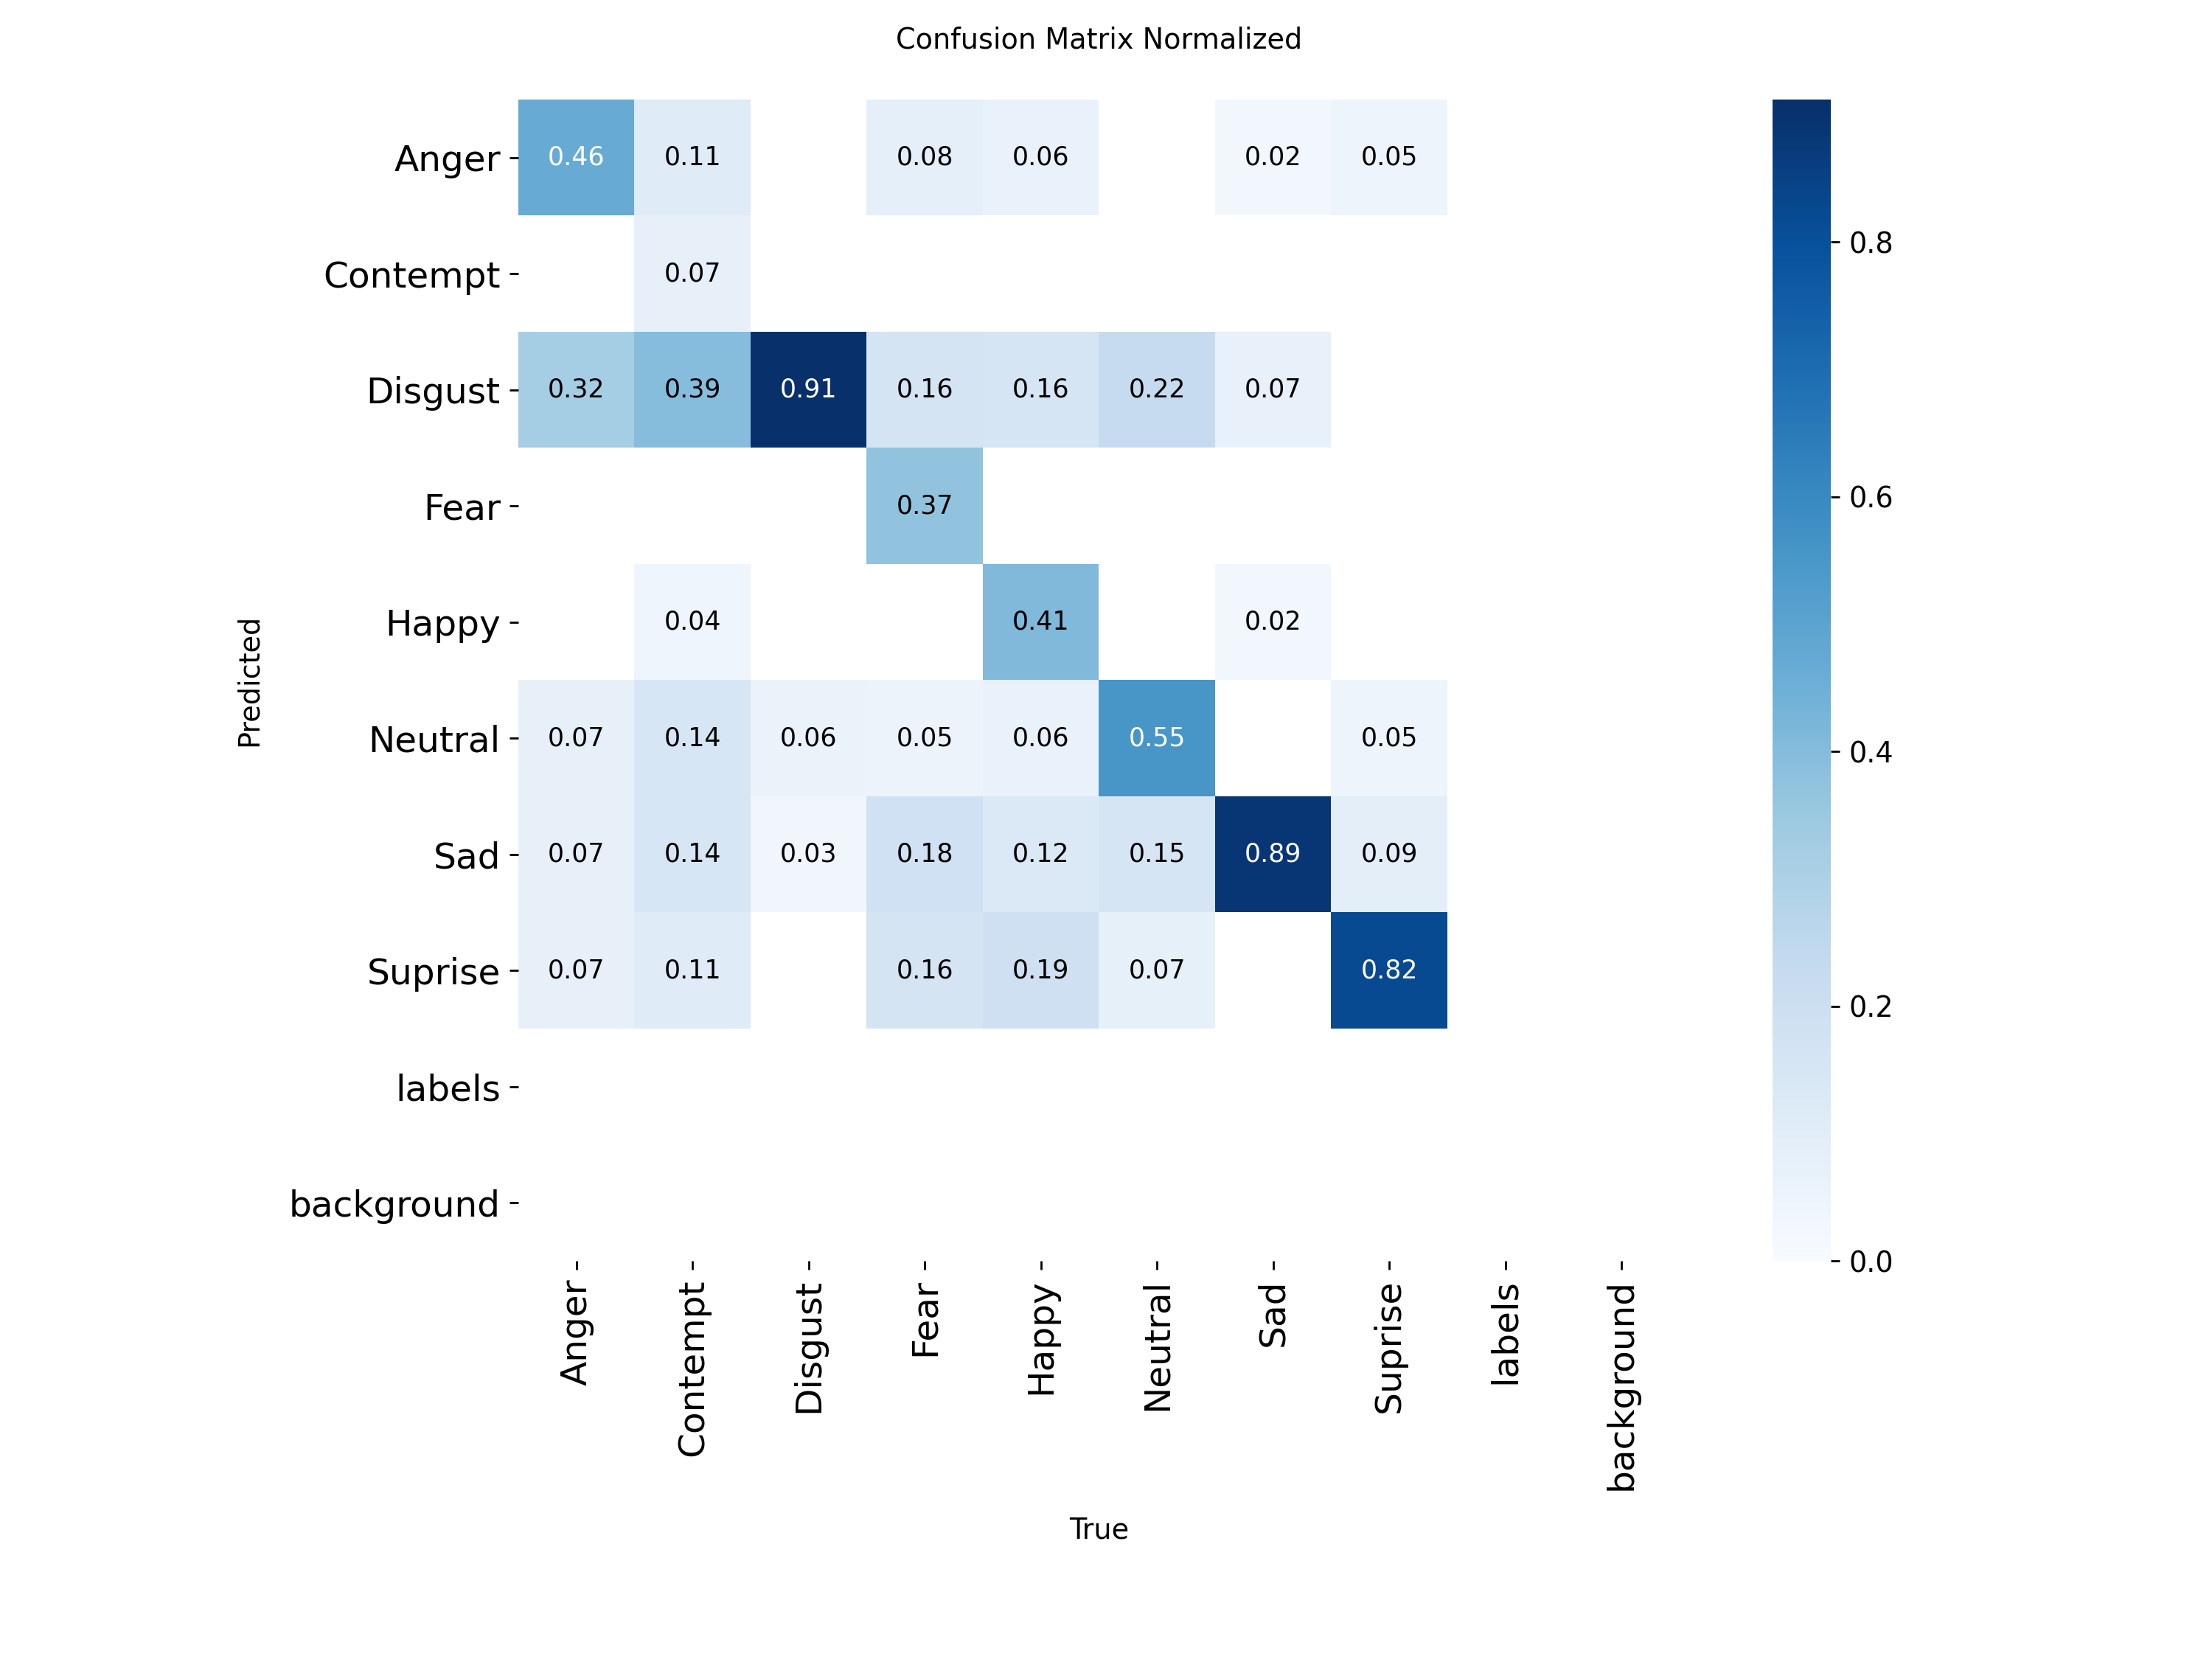 Confusion Matrix Normalized
Anger 0.46 0.11 0.08 0.06 0.02 0.05
Contempt 0.07
Disgust 0.32 0.39 0.91 0.16 0.16 0.22 0.07
Fear 0.37
Happy 0.04 0.41 0.02
Neutral 0.07 0.14 0.06 0.05 0.06 0.55 0.05
Sad 0.07 0.14 0.03 0.18 0.12 0.15 0.89 0.09
Suprise 0.07 0.11 0.16 0.19 0.07 0.82
labels
background
Predicted
Anger Contempt Disgust Fear Happy Neutral Sad Suprise labels background
True
0.8
0.6
0.4
0.2
0.0